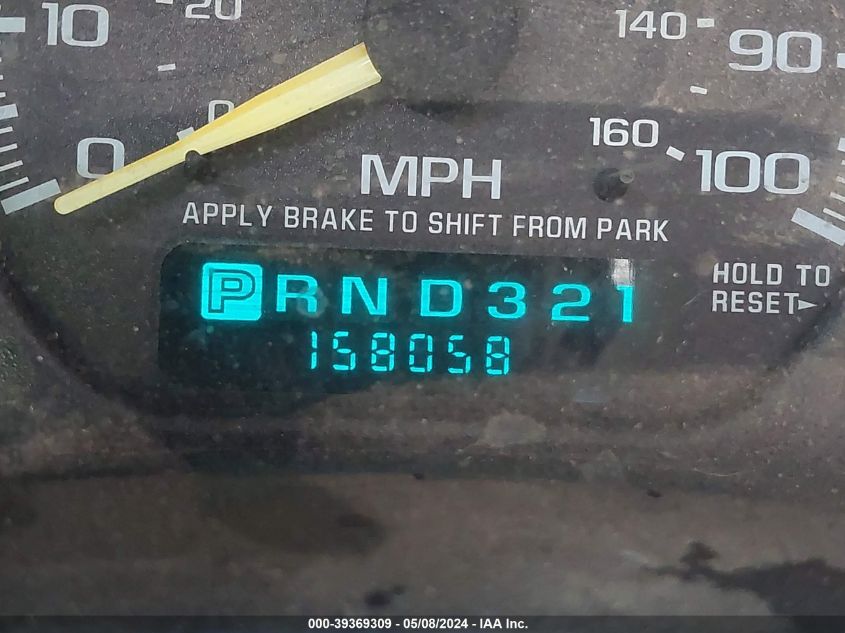 10 20 140 90
0 0 160 100
MPH
APPLY BRAKE TO SHIFT FROM PARK
PRND321
HOLD TO
RESET►
158058
000-39369309 - 05/08/2024 - IAA Inc.